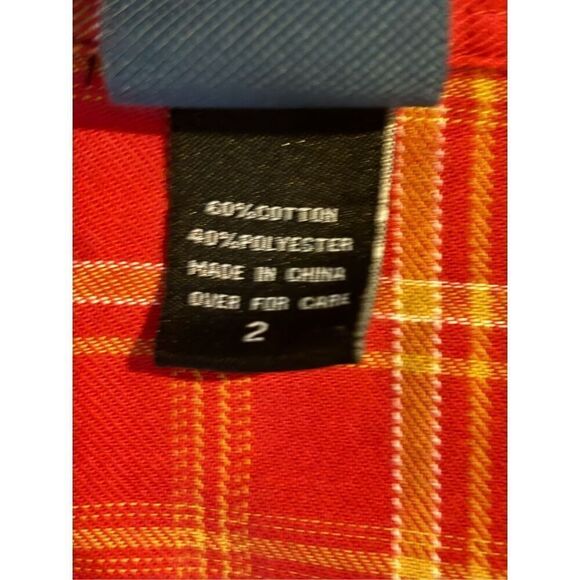 60%COTTON
40%POLYESTER
MADE IN CHINA
OVER FOR CARE
2